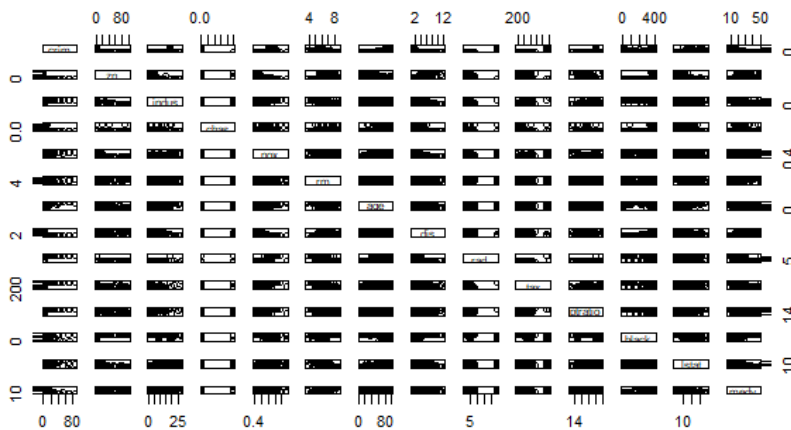 0 80 0.0 4 8 2 12 200 0 400 10 50
crim 0
0 zn
indus 0
0.0 chas
nox 0.4
4 rm
age 0
2 dis
rad 5
200 tax
ptratio 14
0 black
lstat 10
10 medv
0 80 0 25 0.4 0 80 5 14 10